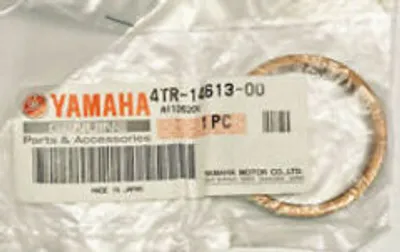 YAMAHA
4TR-14613-00
GENUINE
1 PC
Parts & Accessories
MADE IN JAPAN
YAMAHA MOTOR CO.,LTD.